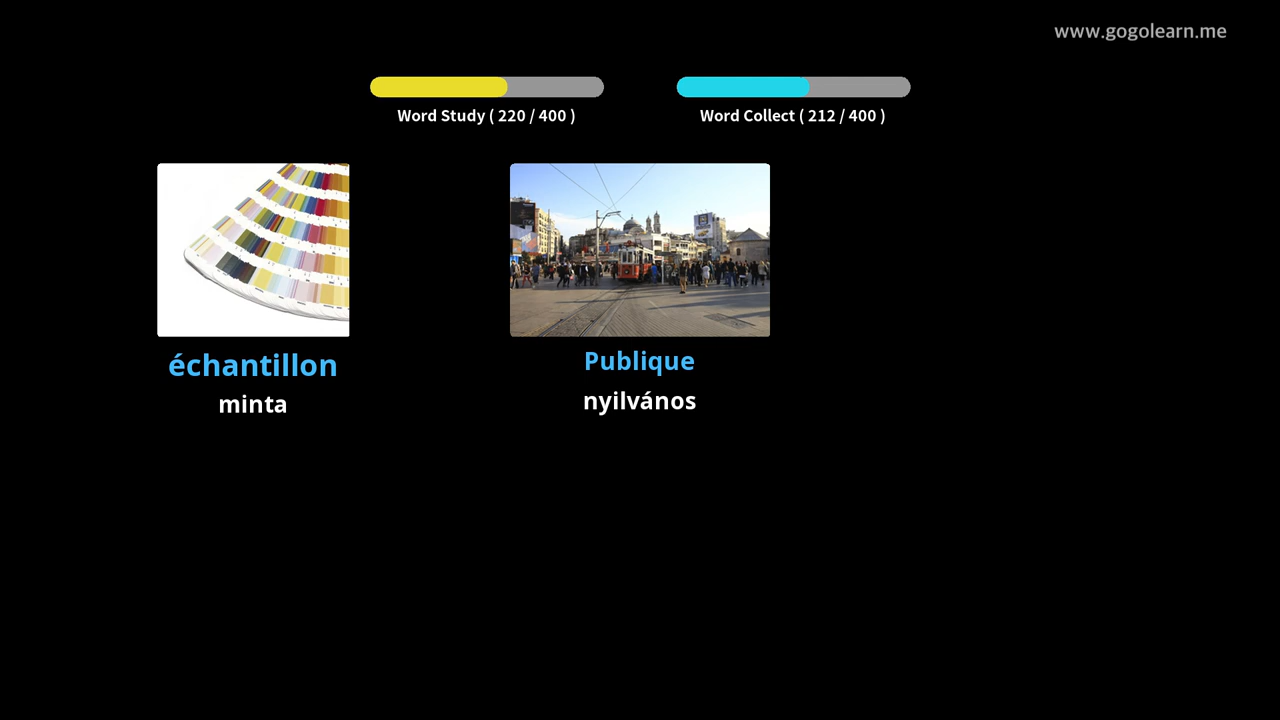 www.gogolearn.me
Word Study ( 220 / 400 )
Word Collect ( 212 / 400 )
échantillon
minta
Publique
nyilvános